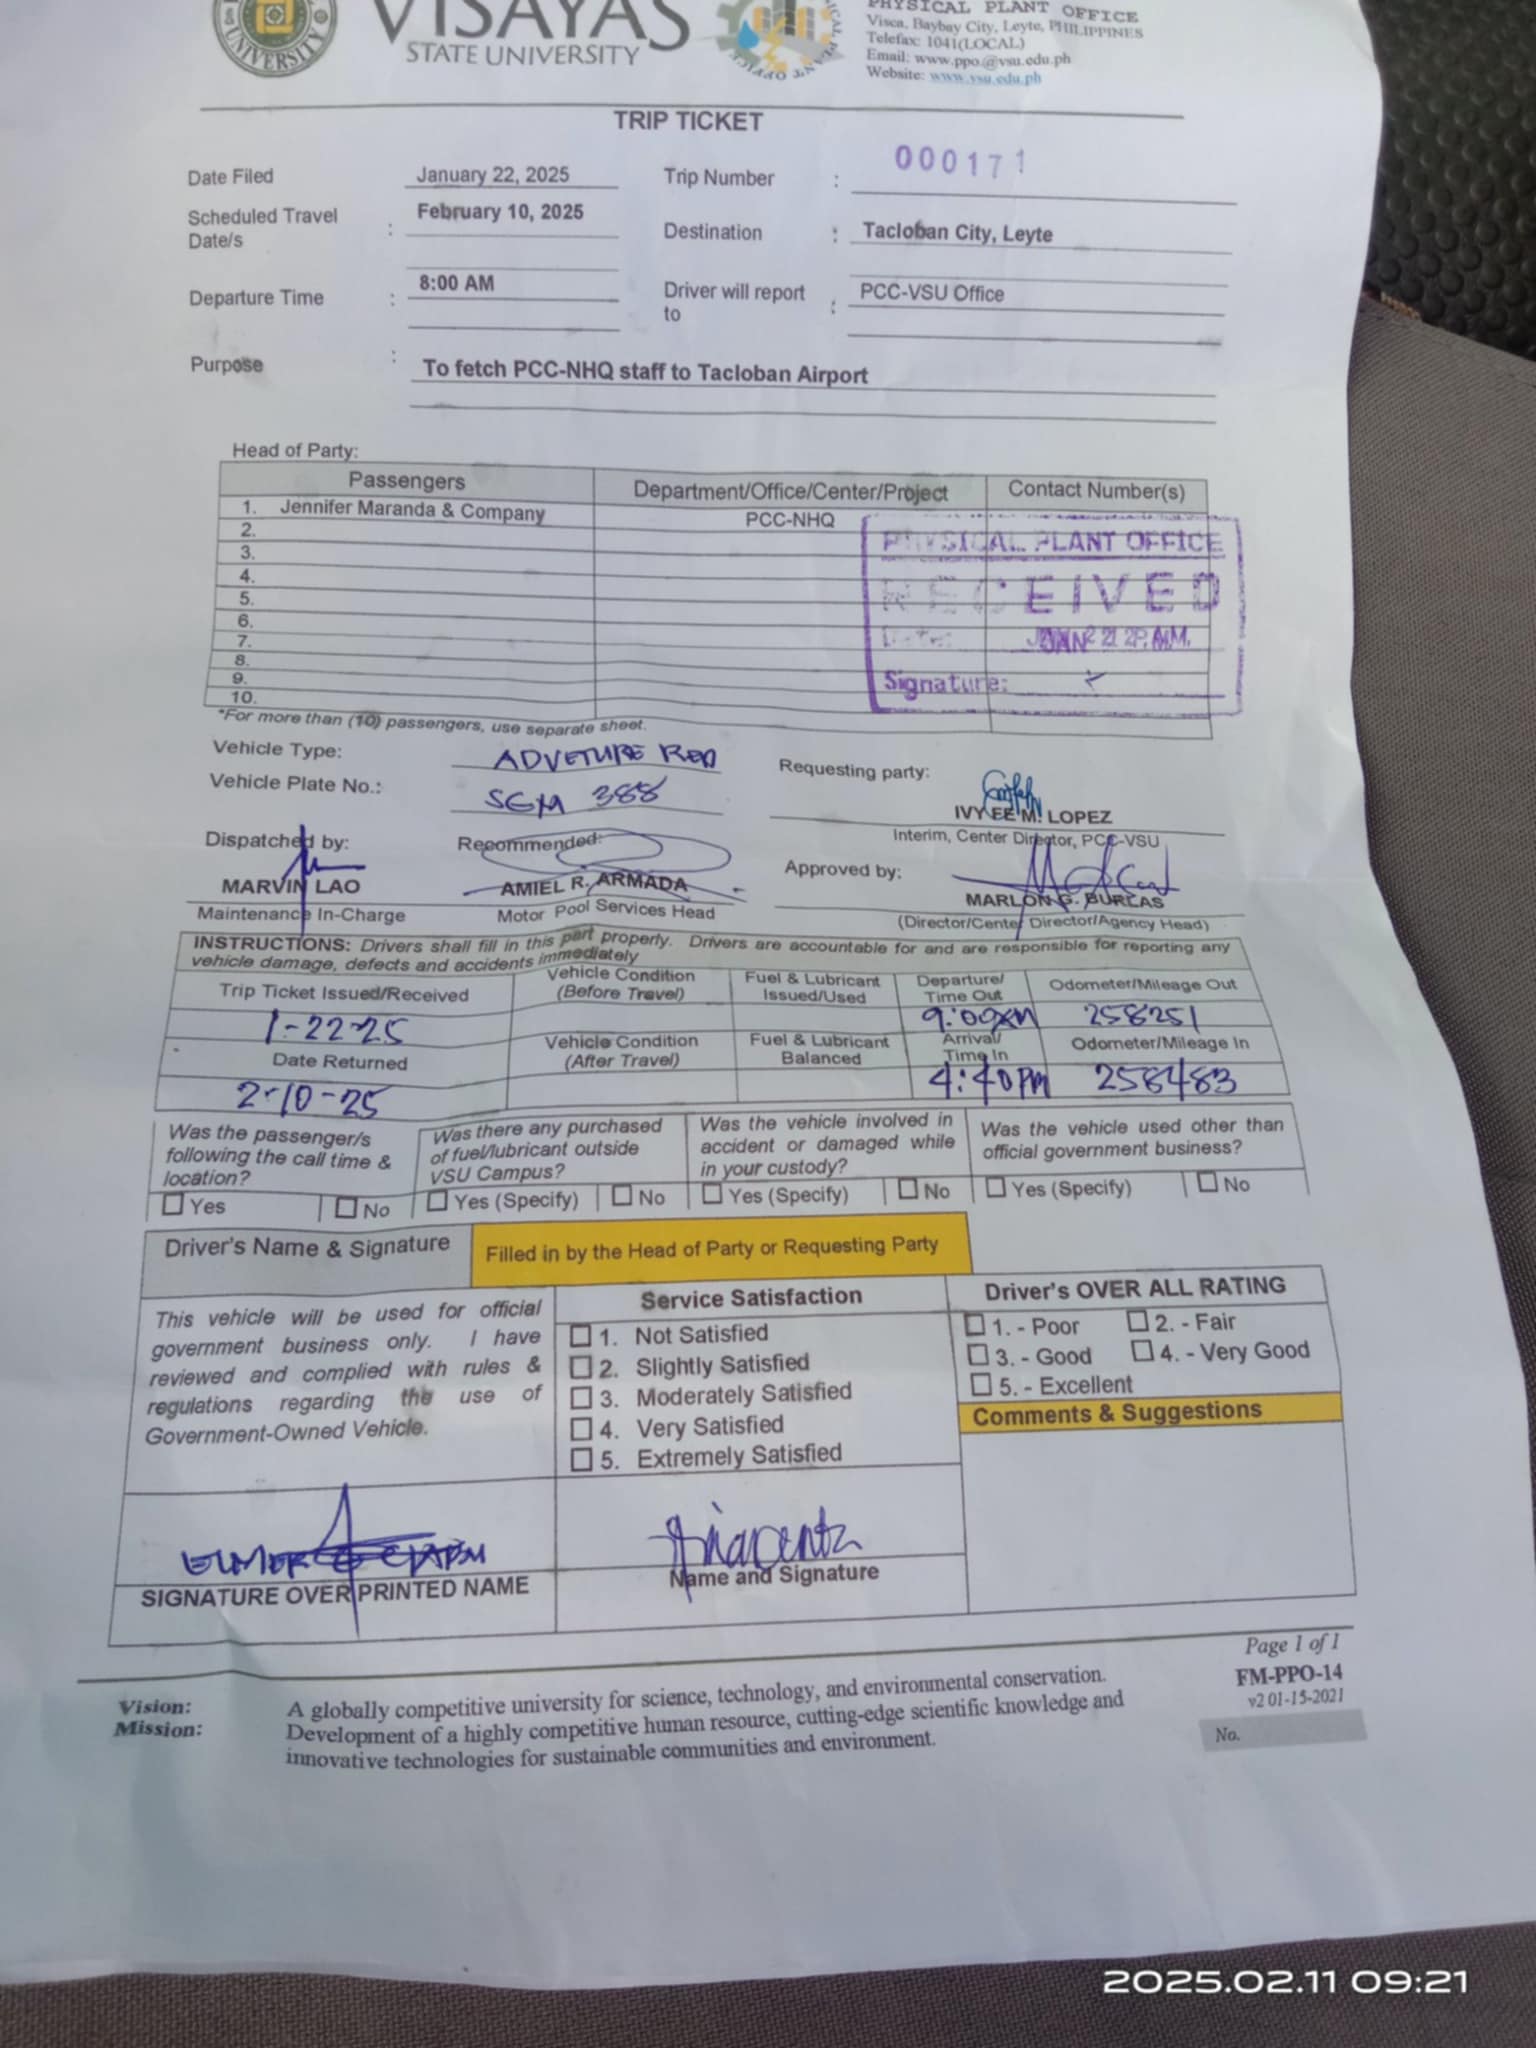 UNIVERSITY
VISAYAS
STATE UNIVERSITY
PHYSICAL PLANT OFFICE
Visca, Baybay City, Leyte, PHILIPPINES
Telefax: 1041(LOCAL)
Email: www.ppo.@vsu.edu.ph
Website: www.vsu.edu.ph
TRIP TICKET
Date Filed January 22, 2025 Trip Number : 000171
Scheduled Travel Date/s : February 10, 2025 Destination : Tacloban City, Leyte
Departure Time : 8:00 AM Driver will report to : PCC-VSU Office
Purpose : To fetch PCC-NHQ staff to Tacloban Airport
Head of Party:
Passengers Department/Office/Center/Project Contact Number(s)
1. Jennifer Maranda & Company PCC-NHQ
2.
3.
4.
5.
6.
7.
8.
9.
10.
PHYSICAL PLANT OFFICE
RECEIVED
Date:
Signature:
*For more than (10) passengers, use separate sheet.
Vehicle Type: ADVETURE RED
Vehicle Plate No.: SGM 388
Requesting party:
IVY EE M. LOPEZ
Interim, Center Director, PCC-VSU
Dispatched by: Recommended: Approved by:
MARVIN LAO AMIEL R. ARMADA MARLON G. BURLAS
Maintenance In-Charge Motor Pool Services Head (Director/Center Director/Agency Head)
INSTRUCTIONS: Drivers shall fill in this part properly. Drivers are accountable for and are responsible for reporting any
vehicle damage, defects and accidents immediately
Trip Ticket Issued/Received Vehicle Condition (Before Travel) Fuel & Lubricant Issued/Used Departure/ Time Out Odometer/Mileage Out
1-22-25 9:00am 258251
Date Returned Vehicle Condition (After Travel) Fuel & Lubricant Balanced Arrival/ Time In Odometer/Mileage In
2-10-25 4:40pm 258483
Was the passenger/s following the call time & location?
Yes No
Was there any purchased of fuel/lubricant outside VSU Campus?
Yes (Specify) No
Was the vehicle involved in accident or damaged while in your custody?
Yes (Specify) No
Was the vehicle used other than official government business?
Yes (Specify) No
Driver's Name & Signature Filled in by the Head of Party or Requesting Party
This vehicle will be used for official
government business only. I have
reviewed and complied with rules &
regulations regarding the use of
Government-Owned Vehicle.
Service Satisfaction
1. Not Satisfied
2. Slightly Satisfied
3. Moderately Satisfied
4. Very Satisfied
5. Extremely Satisfied
Driver's OVER ALL RATING
1. - Poor 2. - Fair
3. - Good 4. - Very Good
5. - Excellent
Comments & Suggestions
ELMER
SIGNATURE OVER PRINTED NAME
Name and Signature
Page 1 of 1
FM-PPO-14
v2 01-15-2021
No.
Vision: A globally competitive university for science, technology, and environmental conservation.
Mission: Development of a highly competitive human resource, cutting-edge scientific knowledge and
innovative technologies for sustainable communities and environment.
2025.02.11 09:21